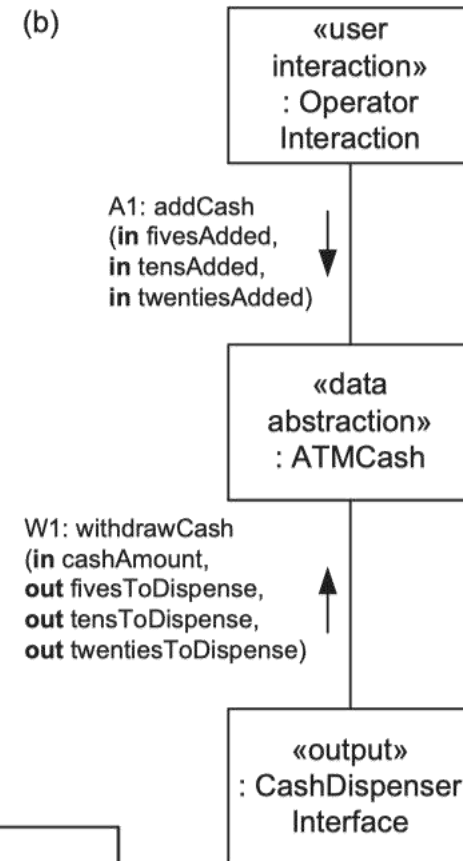 (b)
«user
interaction»
: Operator
Interaction
A1: addCash
(in fivesAdded,
in tensAdded,
in twentiesAdded)
«data
abstraction»
: ATMCash
W1: withdrawCash
(in cashAmount,
out fivesToDispense,
out tensToDispense,
out twentiesToDispense)
«output»
: CashDispenser
Interface